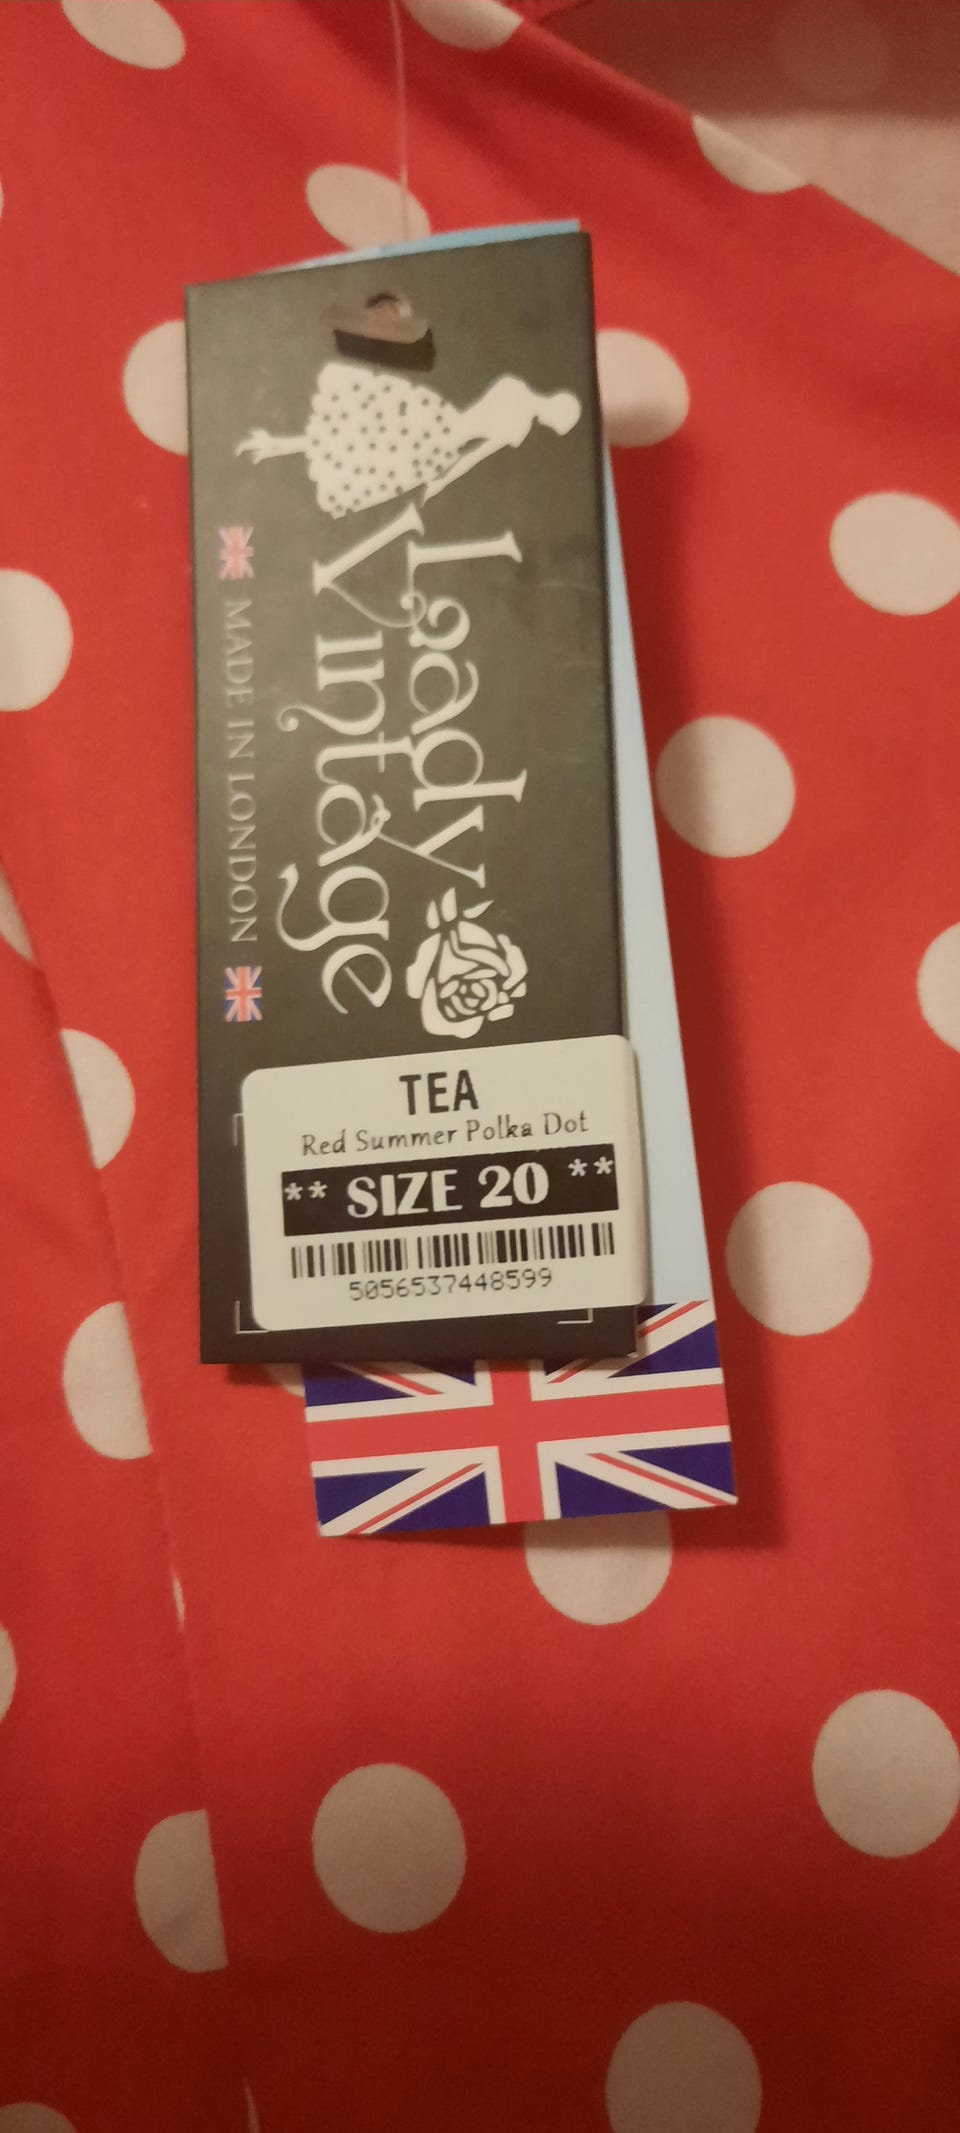 Lady
Vintage
MADE IN LONDON
TEA
Red Summer Polka Dot
** SIZE 20 **
5056537448599